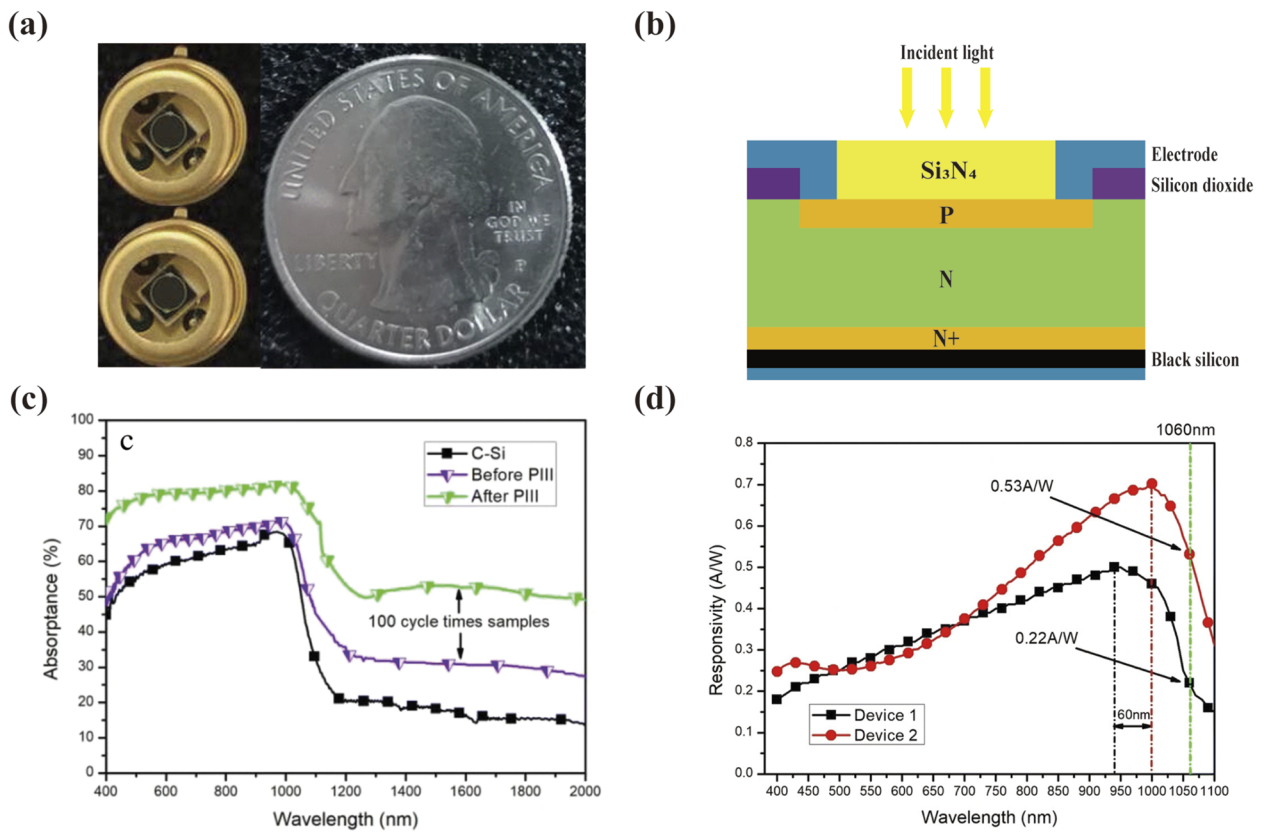 (a)
UNITED STATES OF AMERICA
LIBERTY
IN
GOD WE
TRUST
P
QUARTER DOLLAR
(b)
Incident light
Si₃N₄
Electrode
Silicon dioxide
P
N
N+
Black silicon
(c)
c
C-Si
Before PIII
After PIII
100 cycle times samples
Absorptance (%)
100
90
80
70
60
50
40
30
20
10
0
400 600 800 1000 1200 1400 1600 1800 2000
Wavelength (nm)
(d)
1060nm
0.53A/W
0.22A/W
60nm
Device 1
Device 2
Responsivity (A/W)
0.8
0.7
0.6
0.5
0.4
0.3
0.2
0.1
0.0
400 450 500 550 600 650 700 750 800 850 900 950 1000 1050 1100
Wavelength (nm)